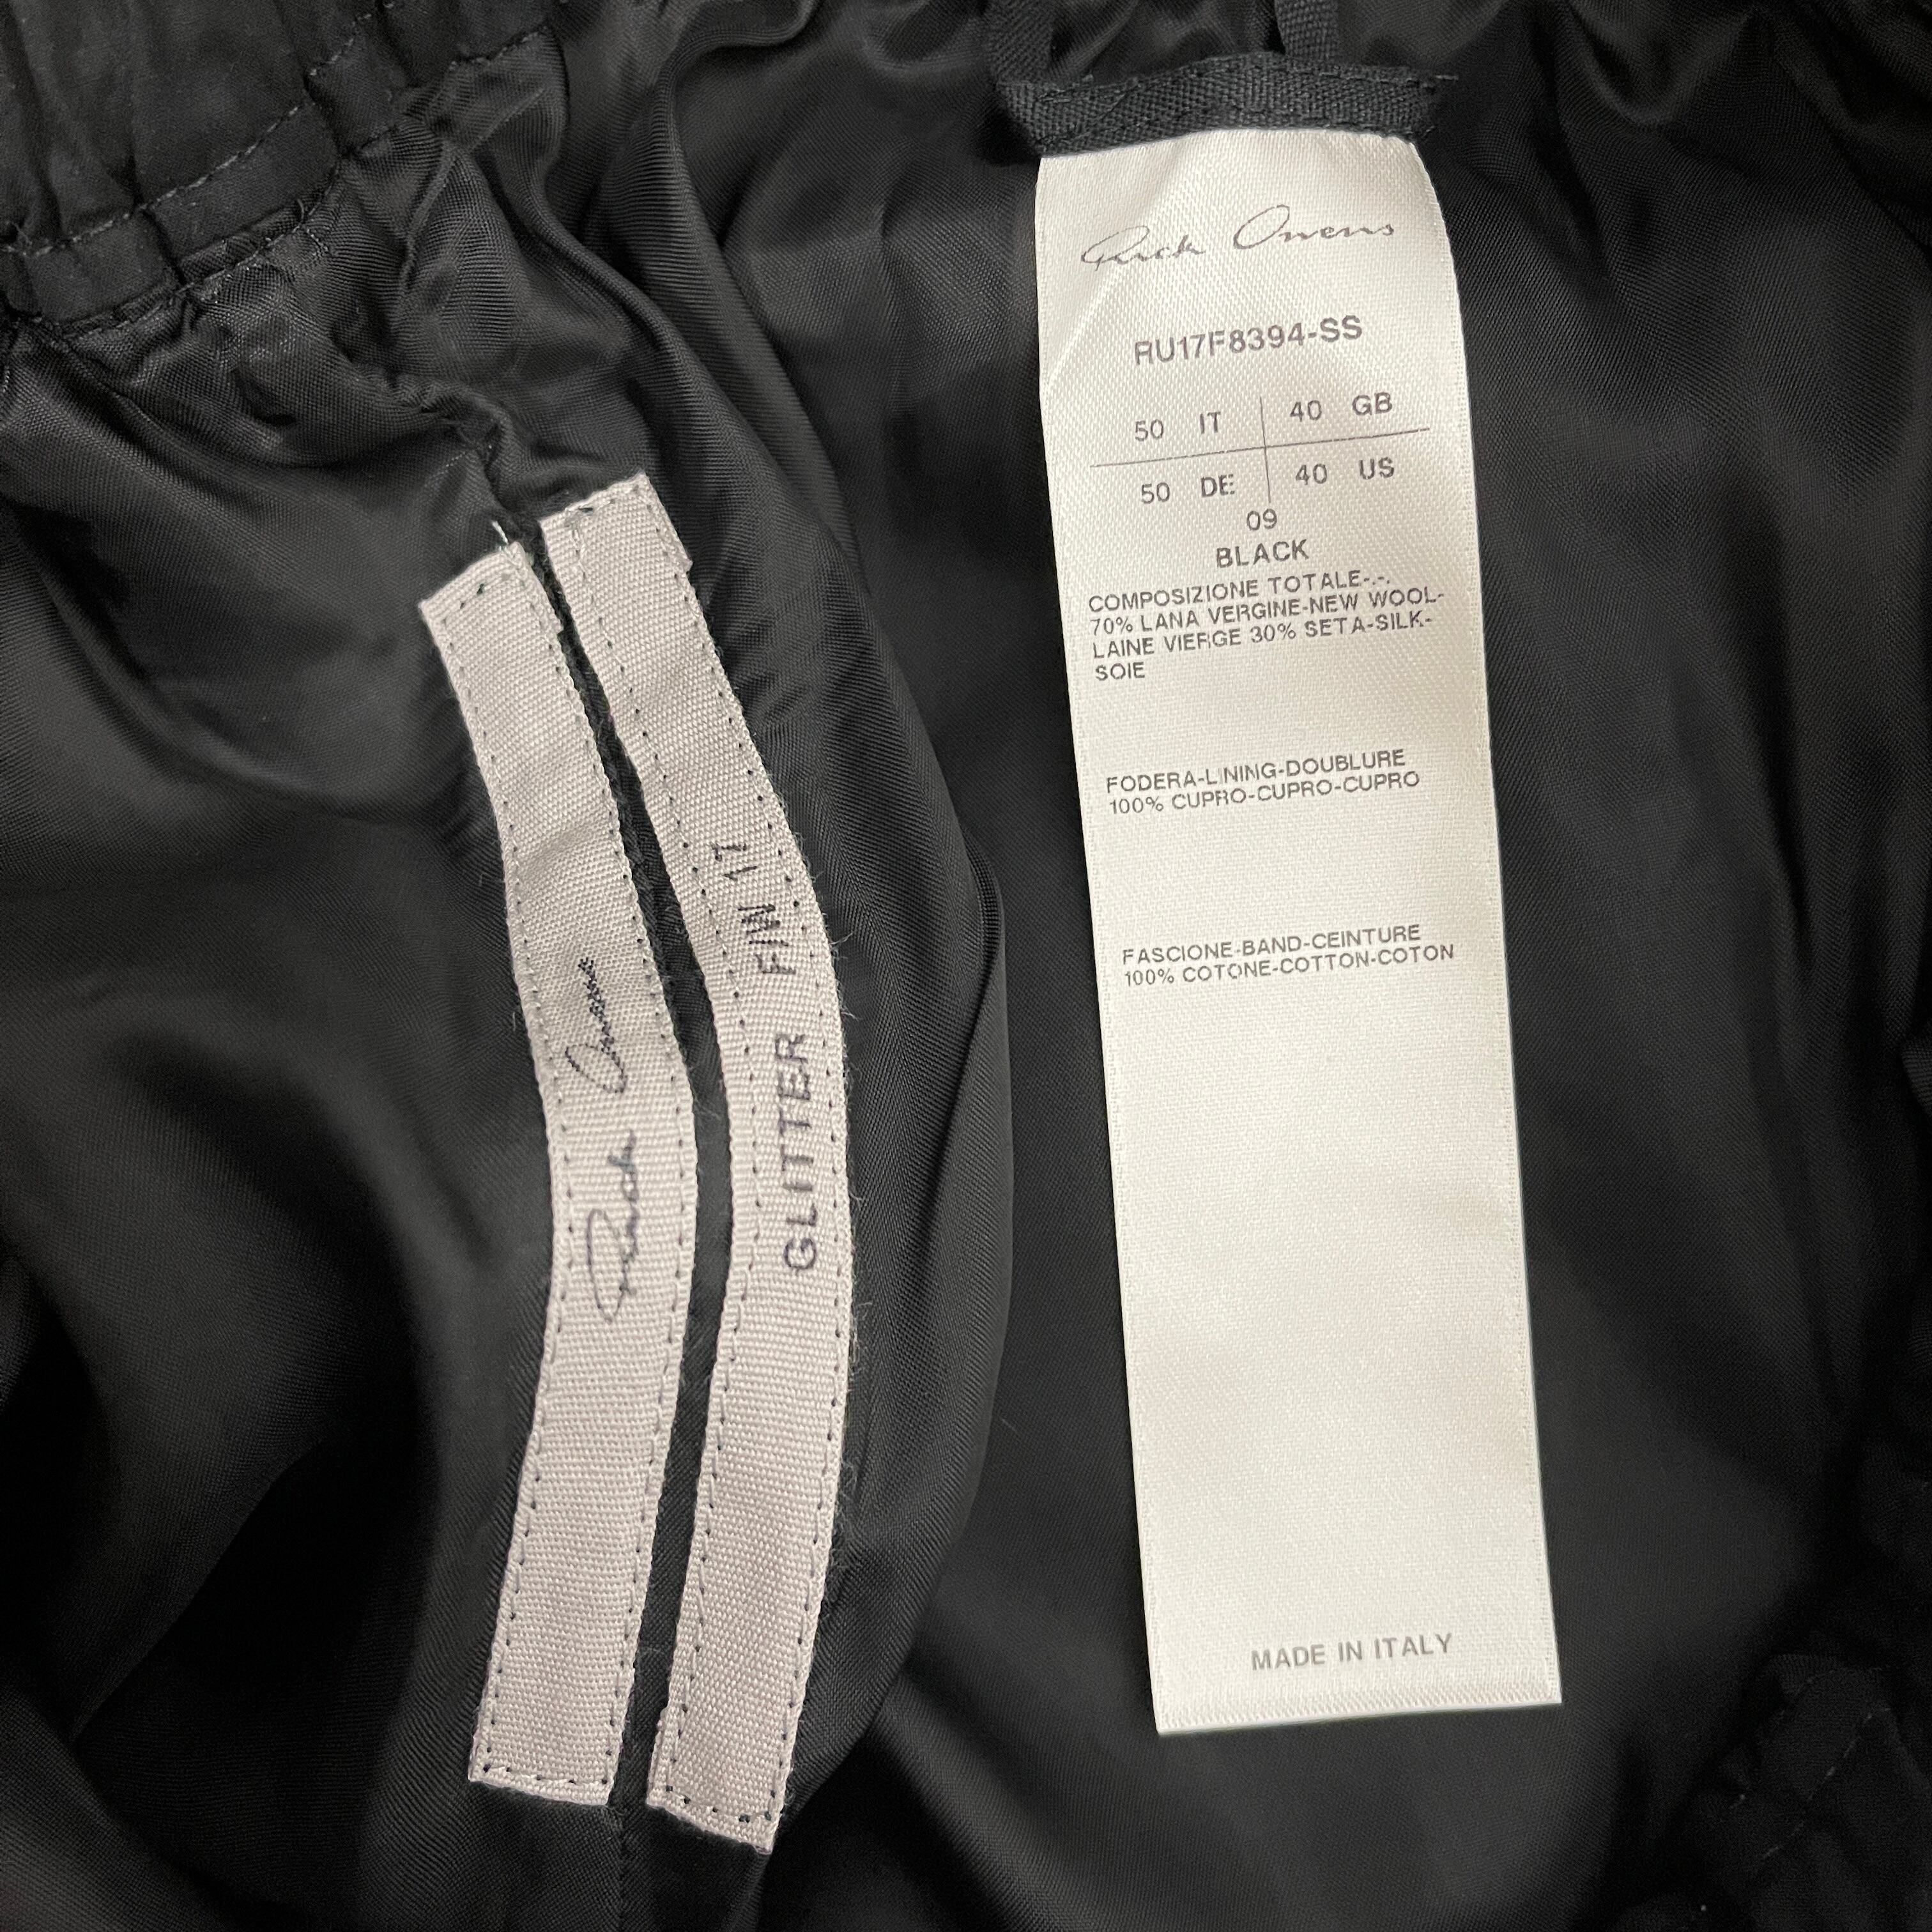 Rick Owens
GLITTER F/W 17
Rick Owens
RU17F8394-SS
50 IT 40 GB
50 DE 40 US
09
BLACK
COMPOSIZIONE TOTALE-.-.
70% LANA VERGINE-NEW WOOL-
LAINE VIERGE 30% SETA-SILK-
SOIE
FODERA-LINING-DOUBLURE
100% CUPRO-CUPRO-CUPRO
FASCIONE-BAND-CEINTURE
100% COTONE-COTTON-COTON
MADE IN ITALY